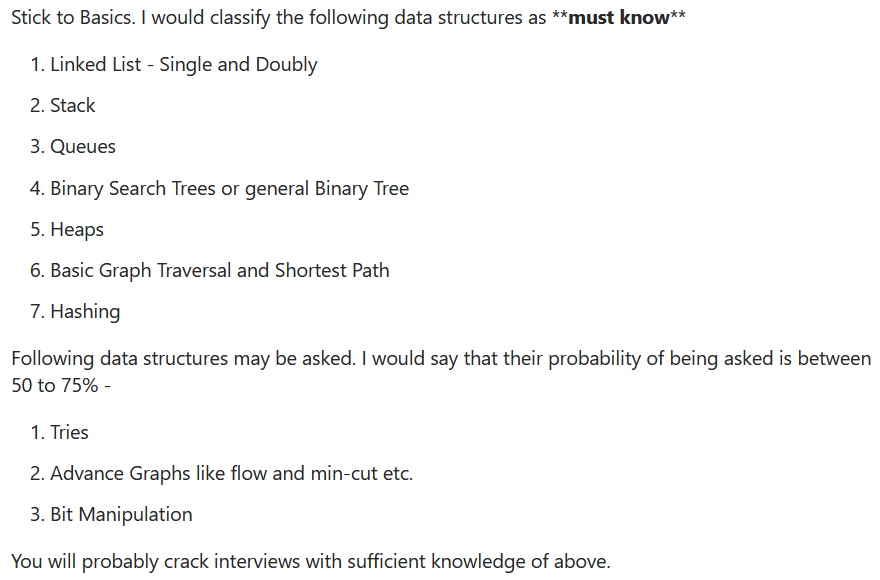 Stick to Basics. I would classify the following data structures as **must know**
1. Linked List - Single and Doubly
2. Stack
3. Queues
4. Binary Search Trees or general Binary Tree
5. Heaps
6. Basic Graph Traversal and Shortest Path
7. Hashing
Following data structures may be asked. I would say that their probability of being asked is between
50 to 75% -
1. Tries
2. Advance Graphs like flow and min-cut etc.
3. Bit Manipulation
You will probably crack interviews with sufficient knowledge of above.